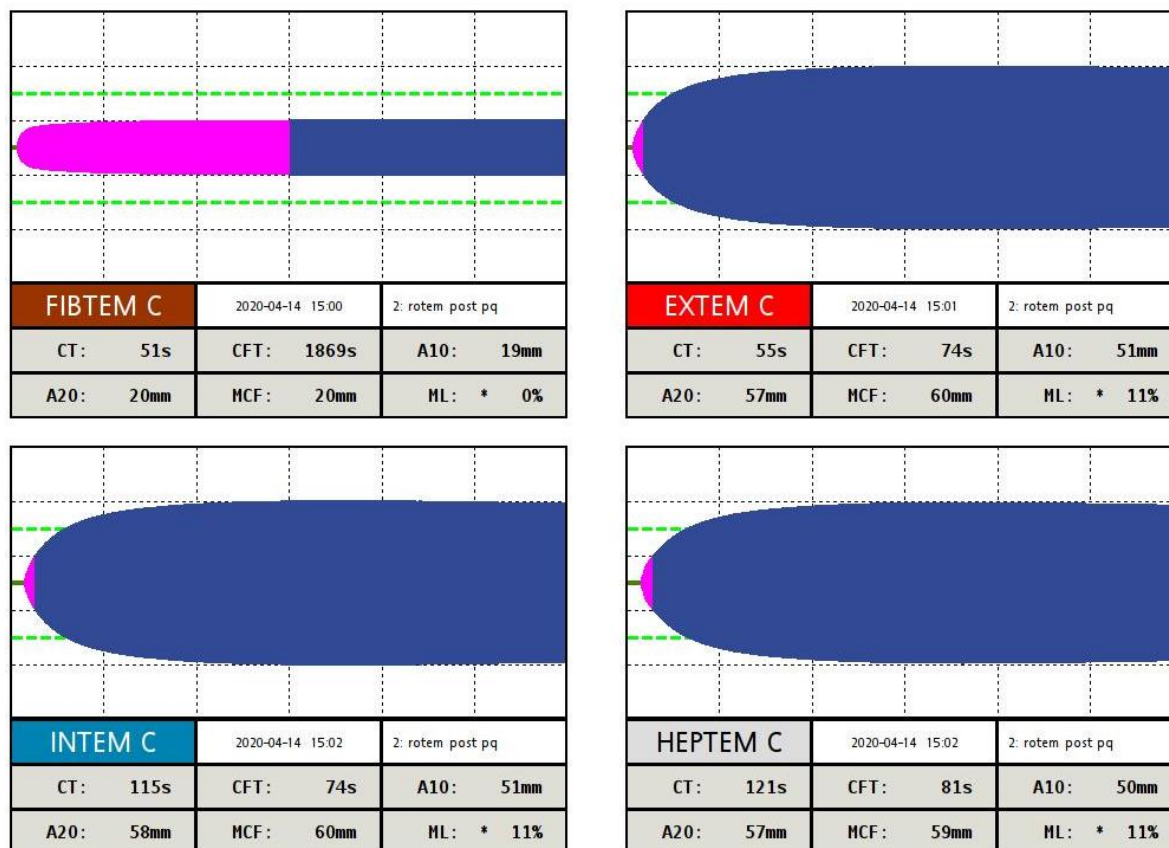 FIBTEM C 2020-04-14 15:00 2: rotem post pq
CT: 51s CFT: 1869s A10: 19mm
A20: 20mm MCF: 20mm ML: * 0%
EXTEM C 2020-04-14 15:01 2: rotem post pq
CT: 55s CFT: 74s A10: 51mm
A20: 57mm MCF: 60mm ML: * 11%
INTEM C 2020-04-14 15:02 2: rotem post pq
CT: 115s CFT: 74s A10: 51mm
A20: 58mm MCF: 60mm ML: * 11%
HEPTEM C 2020-04-14 15:02 2: rotem post pq
CT: 121s CFT: 81s A10: 50mm
A20: 57mm MCF: 59mm ML: * 11%